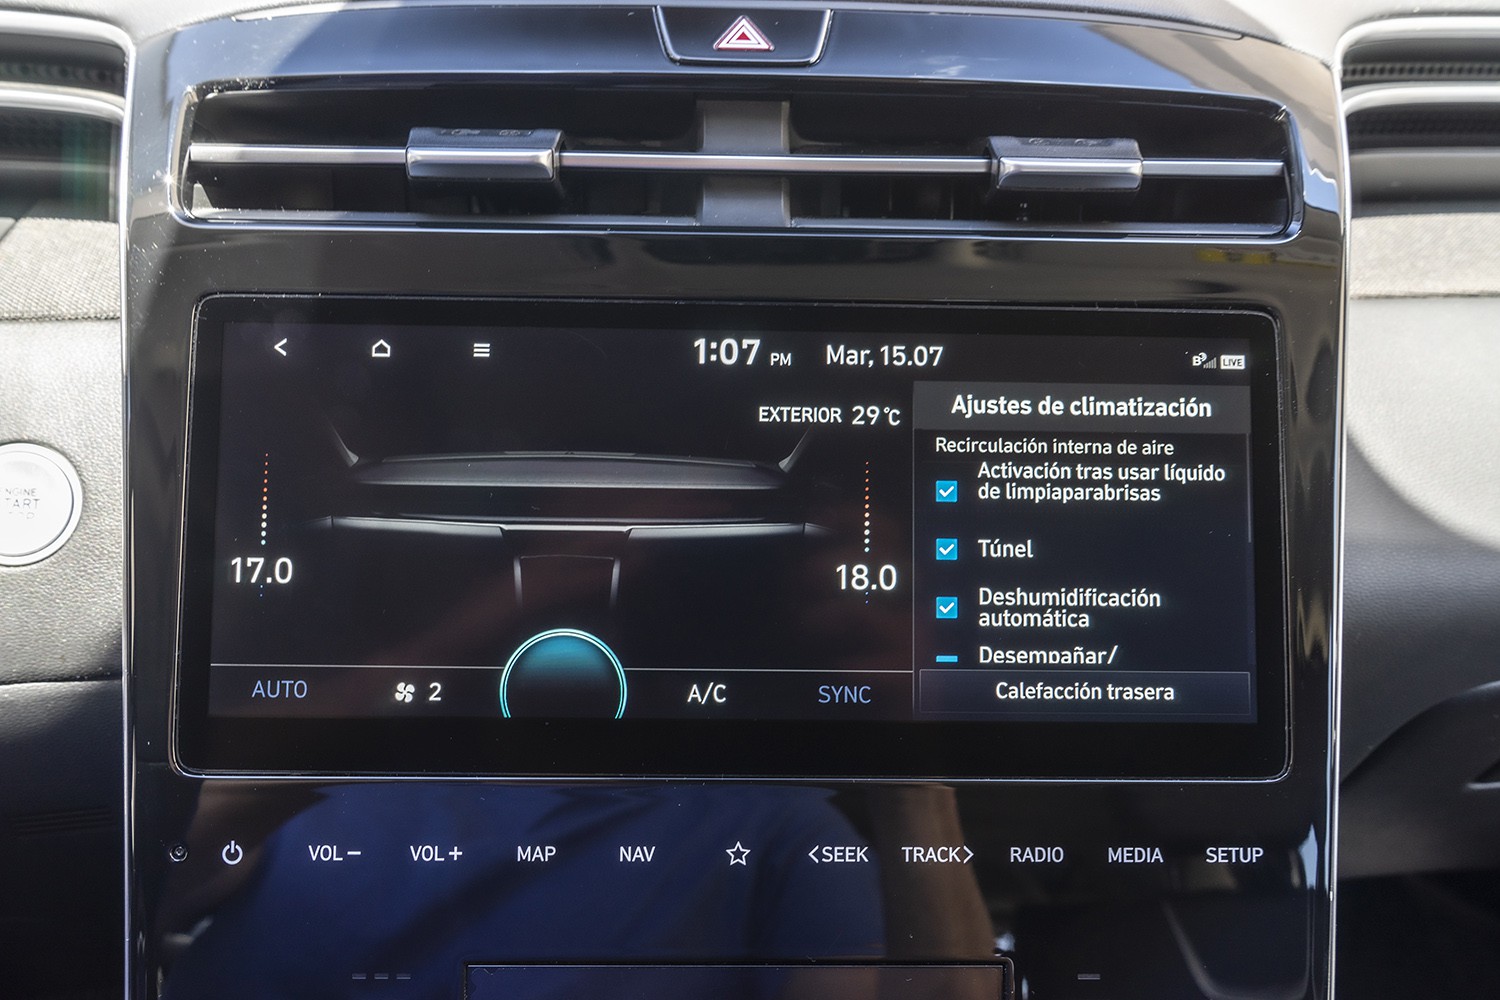 1:07 PM Mar, 15.07
LIVE
EXTERIOR 29°C
Ajustes de climatización
Recirculación interna de aire
Activación tras usar líquido
de limpiaparabrisas
Túnel
Deshumidificación
automática
Desempañar/
Calefacción trasera
17.0
18.0
AUTO 2 A/C SYNC
START
VOL− VOL+ MAP NAV <SEEK TRACK> RADIO MEDIA SETUP